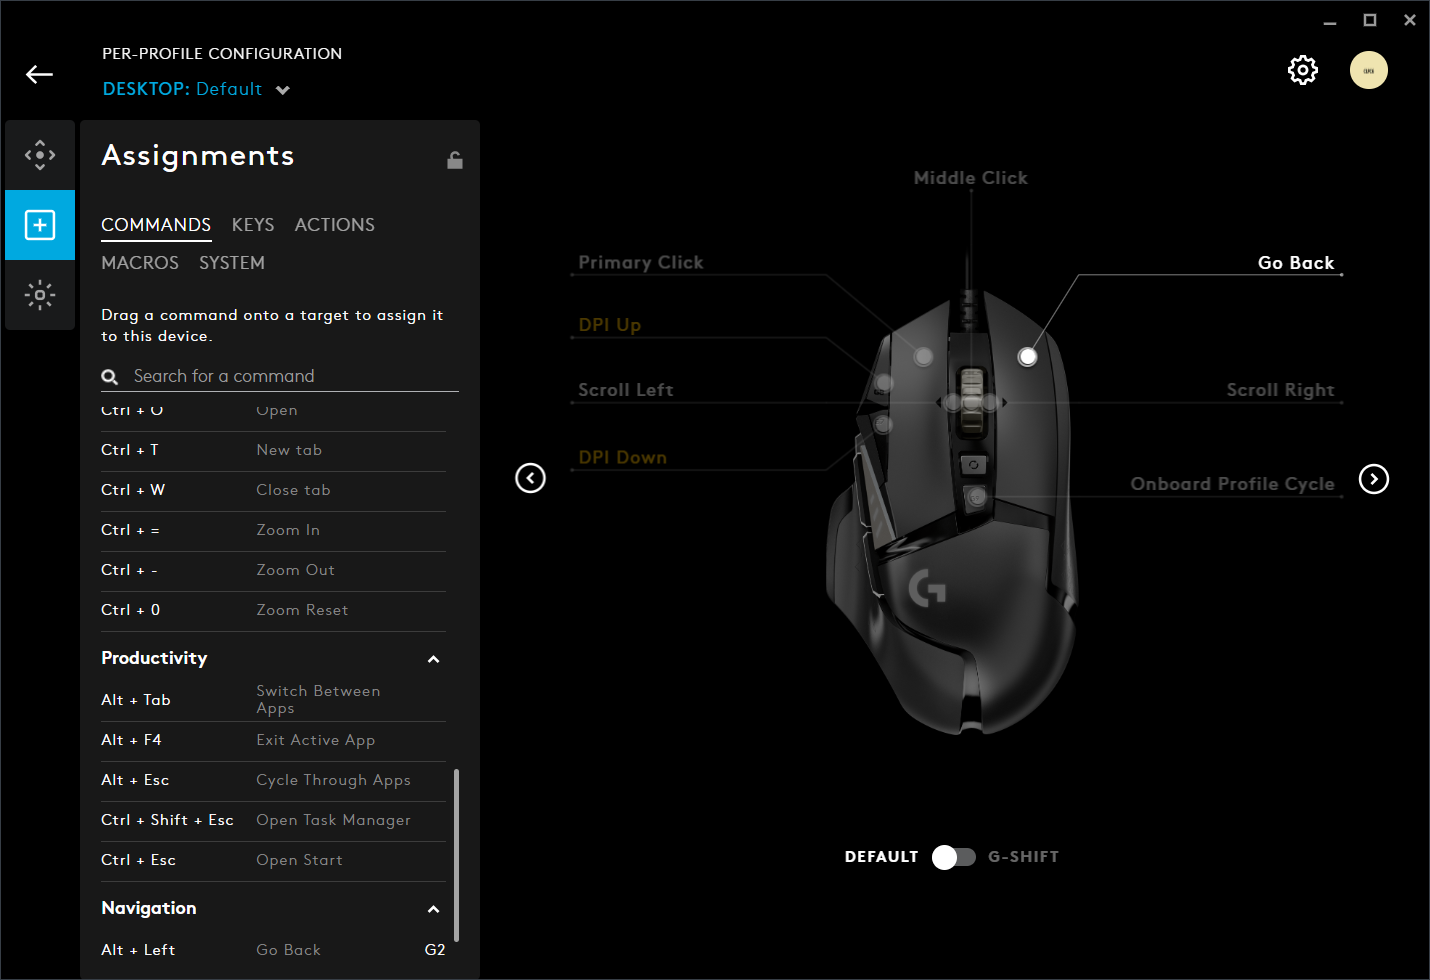 PER-PROFILE CONFIGURATION
DESKTOP: Default
Assignments
COMMANDS KEYS ACTIONS
MACROS SYSTEM
Drag a command onto a target to assign it
to this device.
Search for a command
Ctrl + O Open
Ctrl + T New tab
Ctrl + W Close tab
Ctrl + = Zoom In
Ctrl + - Zoom Out
Ctrl + 0 Zoom Reset
Productivity
Alt + Tab Switch Between
Apps
Alt + F4 Exit Active App
Alt + Esc Cycle Through Apps
Ctrl + Shift + Esc Open Task Manager
Ctrl + Esc Open Start
Navigation
Alt + Left Go Back G2
Middle Click
Primary Click
Go Back
DPI Up
Scroll Left
Scroll Right
DPI Down
Onboard Profile Cycle
G
DEFAULT G-SHIFT